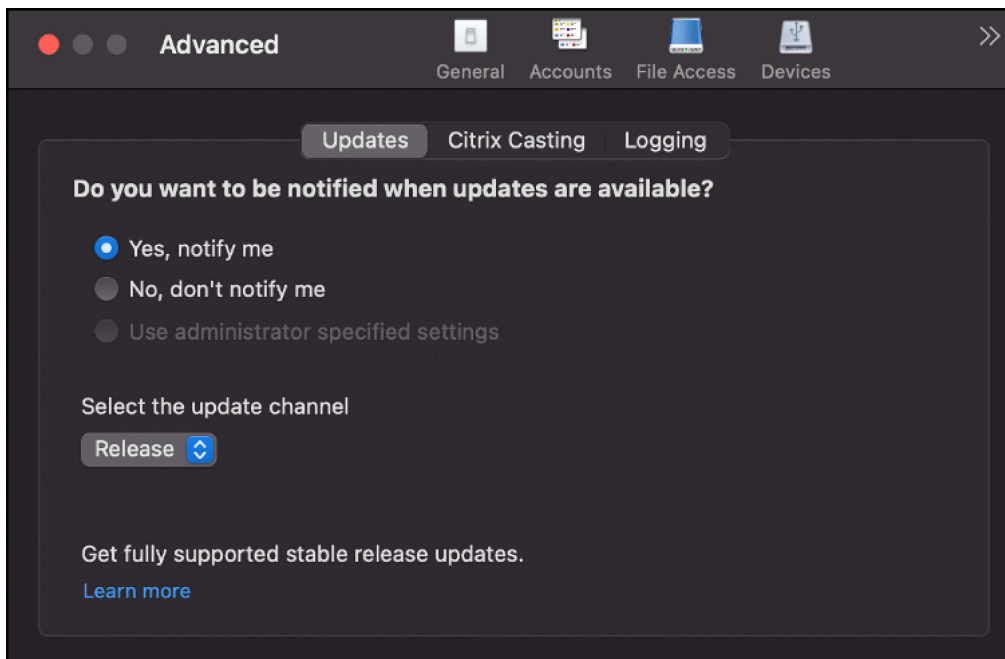 Advanced
General Accounts File Access Devices
Updates Citrix Casting Logging
Do you want to be notified when updates are available?
Yes, notify me
No, don't notify me
Use administrator specified settings
Select the update channel
Release
Get fully supported stable release updates.
Learn more